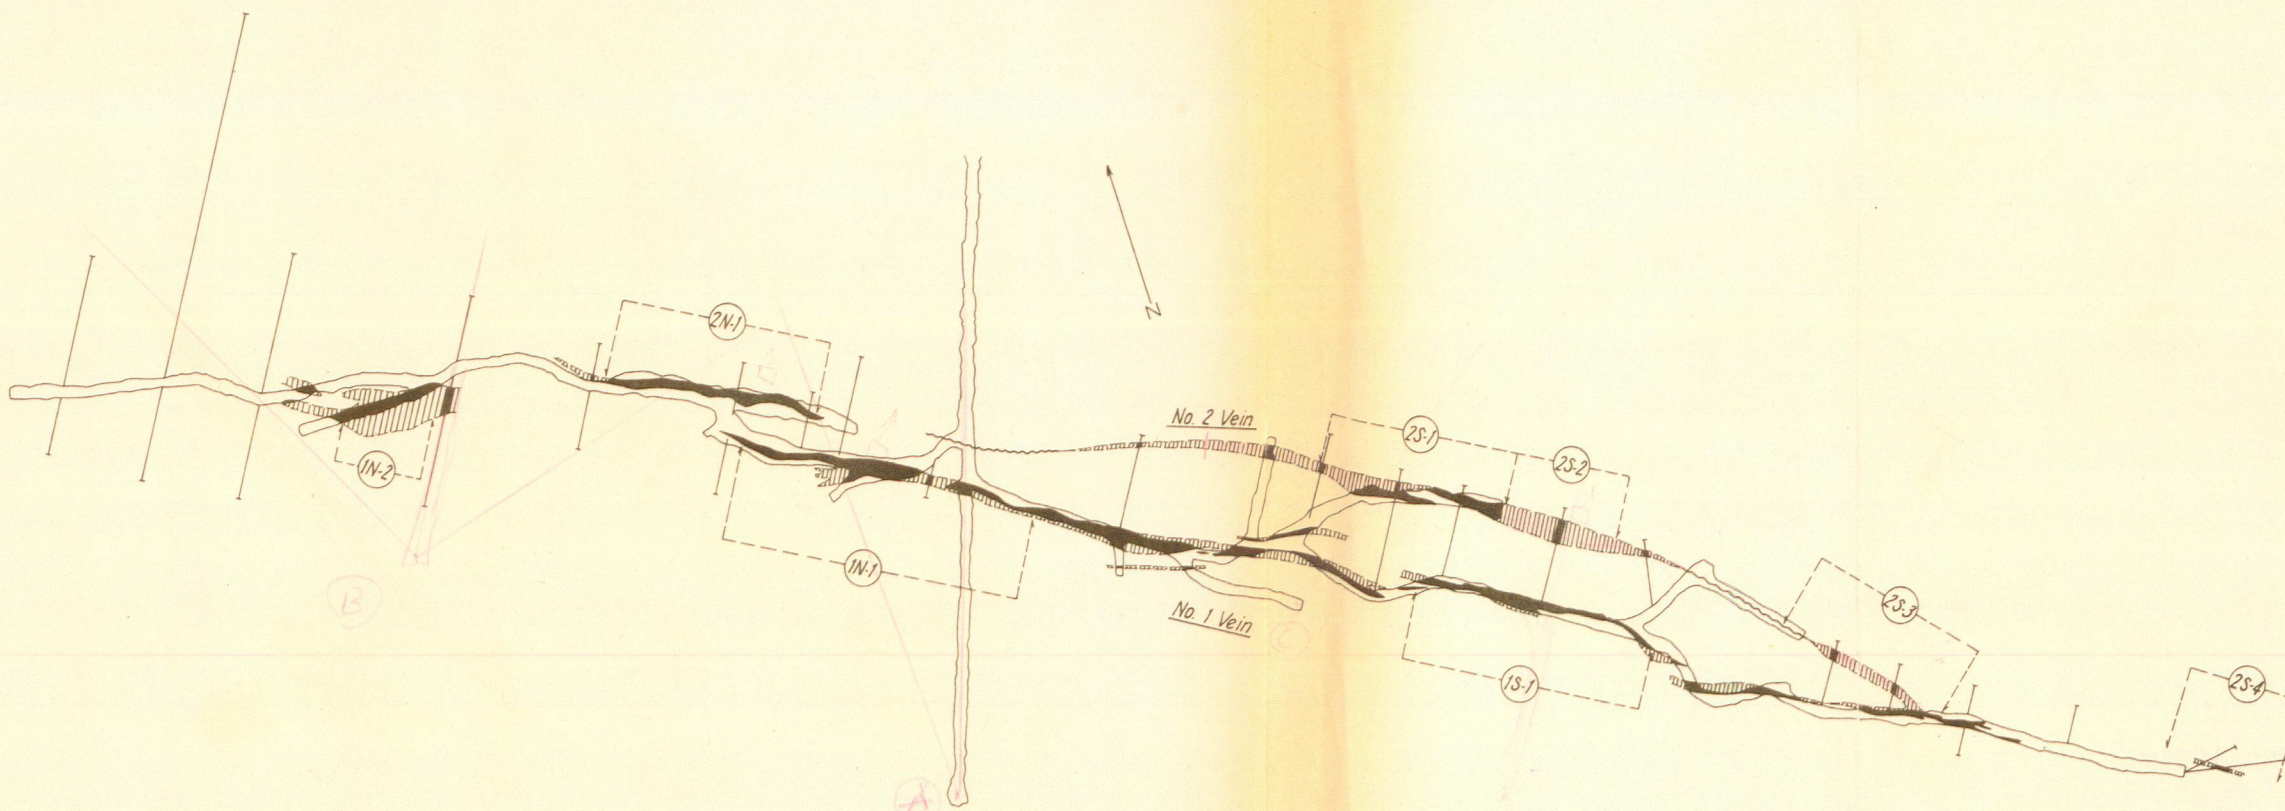 2N-1
N
No. 2 Vein
2S-1
2S-2
1N-2
1N-1
No. 1 Vein
2S-3
1S-1
2S-4
B
C
A